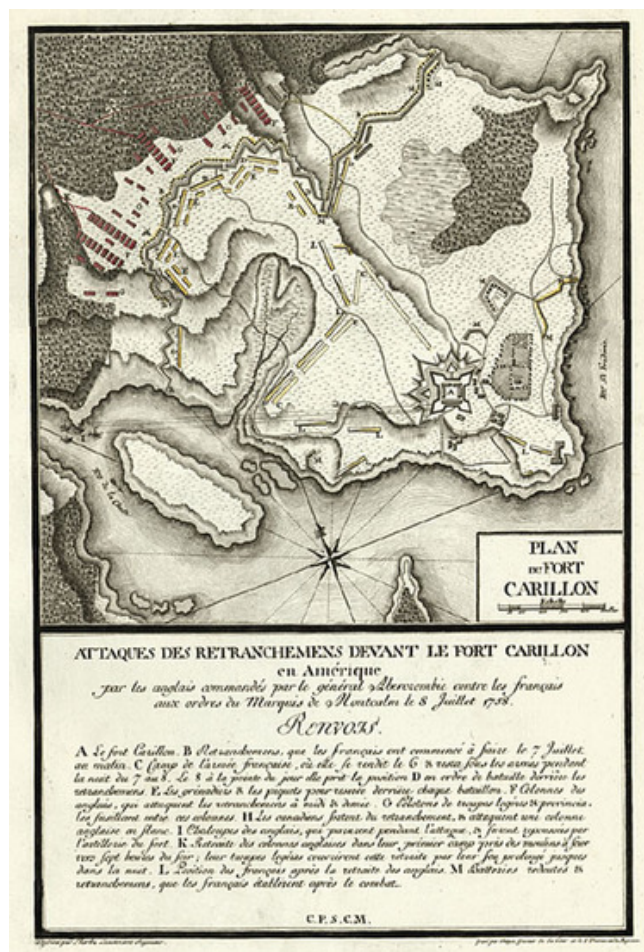 PLAN
DU FORT
CARILLON
ATTAQUES DES RETRANCHEMENS DEVANT LE FORT CARILLON
en Amérique
par les anglais commandés par le général Abercrombie contre les français
aux ordres du Marquis de Montcalm le 8 Juillet 1758.
RENVOIS.
A Le fort Carillon. B Retranchemens, que les français ont commencé à faire le 7 Juillet
au matin. C Camp de l'armée française, où elle se rendit le 6 & resta sous les armes pendant
la nuit du 7 au 8. Le 8 à la pointe du jour elle prit la position D en ordre de bataille derrière les
retranchemens. E Les grenadiers & les piquets pour reserve derrière chaque bataillon. F Colonnes des
anglais, qui attaquent les retranchemens à midi & demie. G Pelotons de troupes legères & provincia.
les fusillent entre ces colonnes. H Les canadiens sortent du retranchement, & attaquent une colonne
anglaise en flanc. I Chaloupes des anglais, qui parurent pendant l'attaque, & furent repoussées par
l'artillerie du fort. K Retraite des colonnes anglaises dans leur premier camp près des moulins à scier
vers sept heures du soir; leur troupes legères couvrirent cette retraite par leur feu prolongé jusques
dans la nuit. L Position des français après la retraite des anglais. M Batteries redoutes &
retranchemens, que les français établirent après le combat.
C.P.S.C.M.